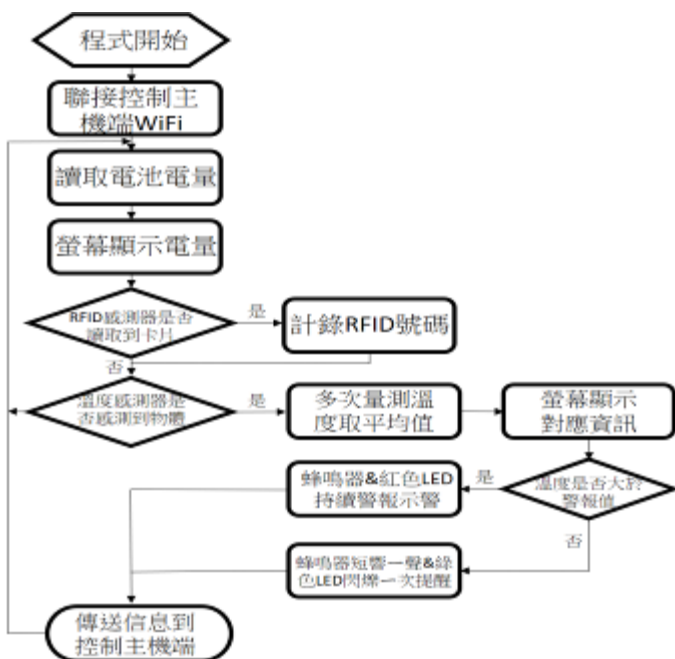 程式開始
聯接控制主
機端WiFi
讀取電池電量
螢幕顯示電量
RFID感測器是否
讀取到卡片
是
計錄RFID號碼
否
溫度感測器是
否感測到物體
是
多次量測溫
度取平均值
螢幕顯示
對應資訊
溫度是否大於
警報值
是
蜂鳴器&紅色LED
持續警報示警
否
蜂鳴器短響一聲&綠
色LED閃爍一次提醒
傳送信息到
控制主機端